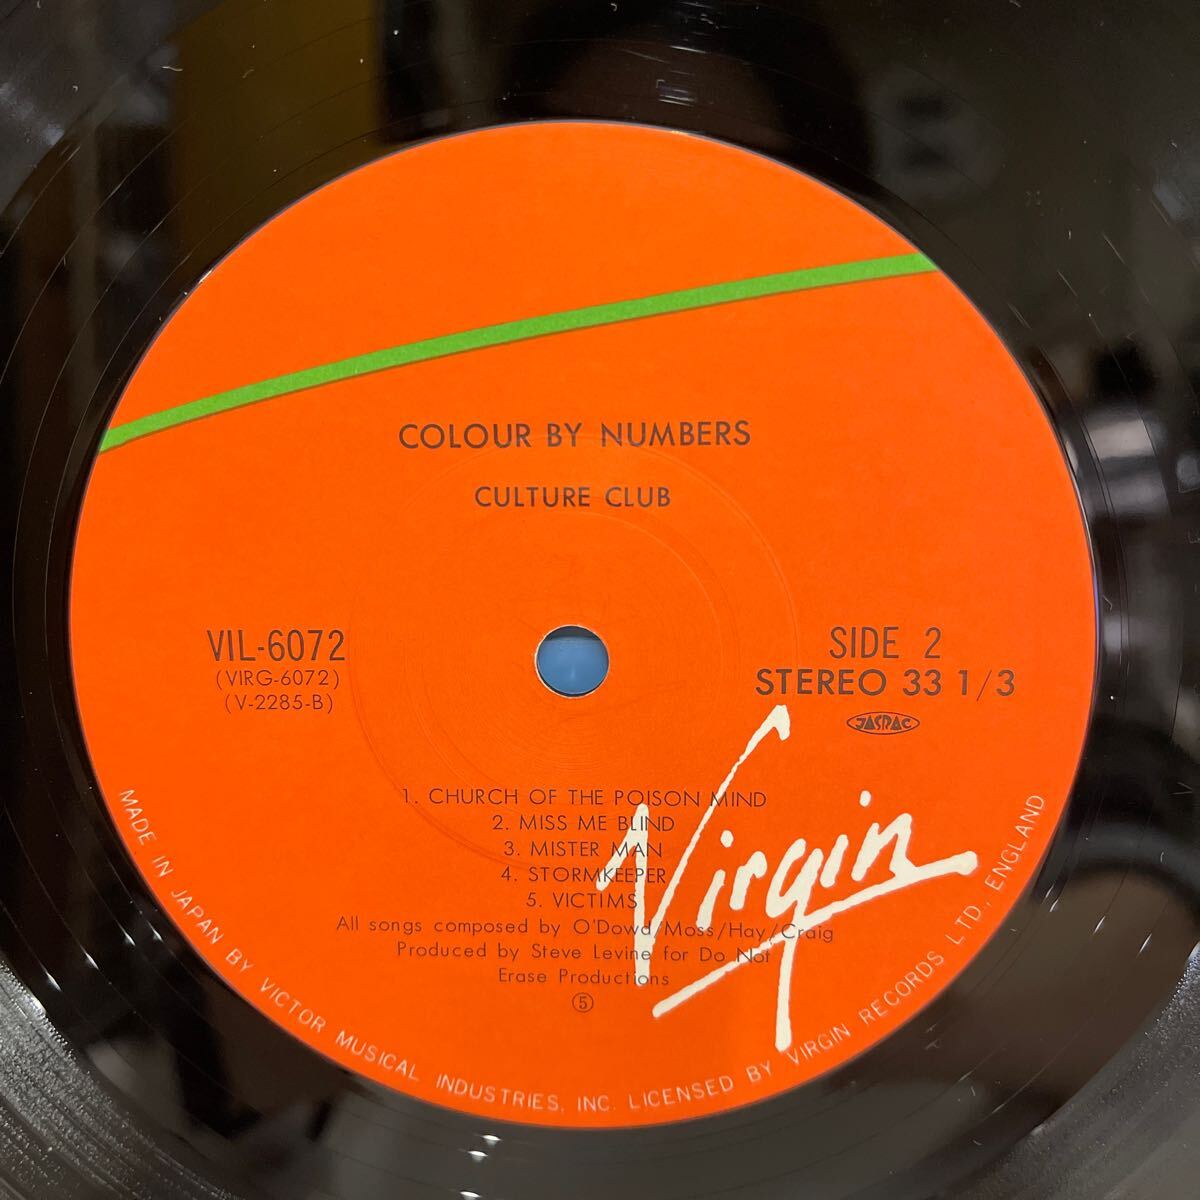 COLOUR BY NUMBERS
CULTURE CLUB
VIL-6072
(VIRG-6072)
(V-2285-B)
SIDE 2
STEREO 33 1/3
JASRAC
1. CHURCH OF THE POISON MIND
2. MISS ME BLIND
3. MISTER MAN
4. STORMKEEPER
5. VICTIMS
All songs composed by O'Dowd/Moss/Hay/Craig
Produced by Steve Levine for Do Not
Erase Productions
⑤
Virgin
MADE IN JAPAN BY VICTOR MUSICAL INDUSTRIES, INC. LICENSED BY VIRGIN RECORDS LTD., ENGLAND